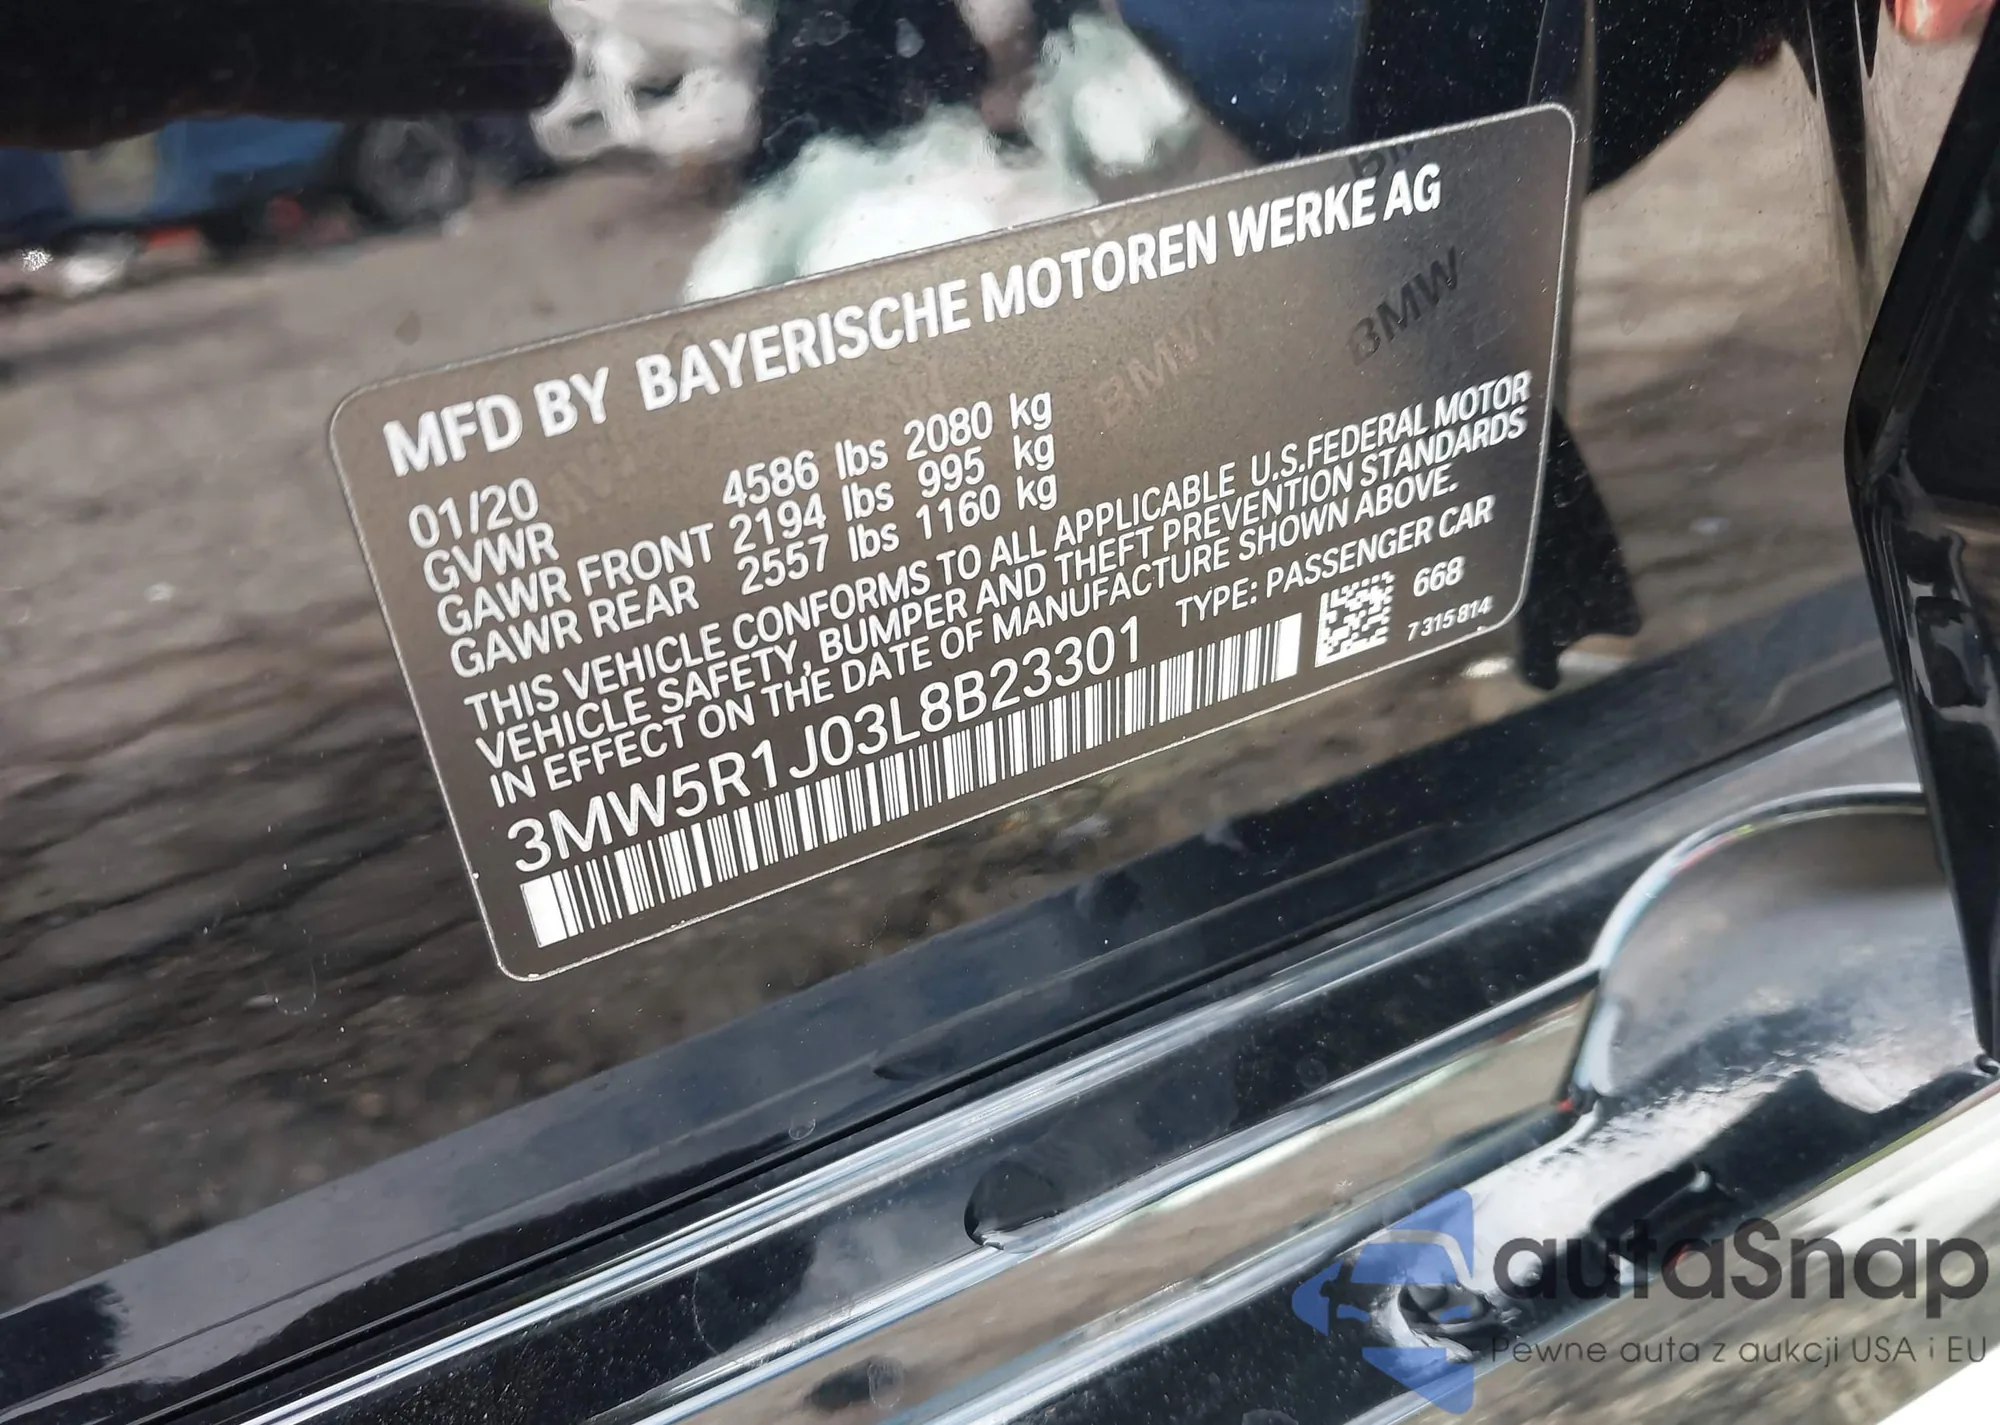 MFD BY BAYERISCHE MOTOREN WERKE AG
01/20
GVWR 4586 lbs 2080 kg
GAWR FRONT 2194 lbs 995 kg
GAWR REAR 2557 lbs 1160 kg
THIS VEHICLE CONFORMS TO ALL APPLICABLE U.S.FEDERAL MOTOR
VEHICLE SAFETY, BUMPER AND THEFT PREVENTION STANDARDS
IN EFFECT ON THE DATE OF MANUFACTURE SHOWN ABOVE.
3MW5R1J03L8B23301 TYPE: PASSENGER CAR
668
7 315 814
BMW
BMW
autaSnap
Pewne auta z aukcji USA i EU